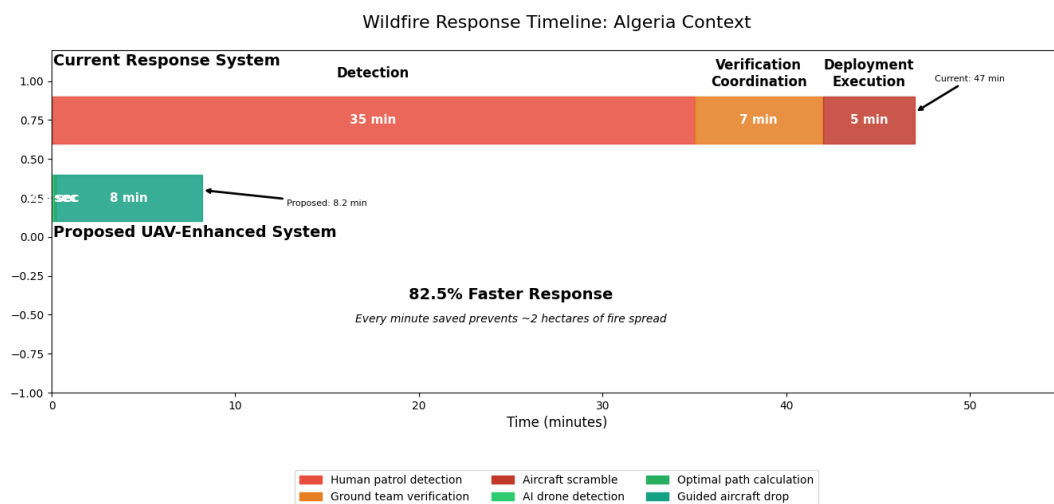 Wildfire Response Timeline: Algeria Context
Current Response System
Detection
Verification
Coordination
Deployment
Execution
Current: 47 min
35 min
7 min
5 min
sec
8 min
Proposed: 8.2 min
Proposed UAV-Enhanced System
82.5% Faster Response
Every minute saved prevents ~2 hectares of fire spread
1.00
0.75
0.50
0.25
0.00
−0.25
−0.50
−0.75
−1.00
0 10 20 30 40 50
Time (minutes)
Human patrol detection
Ground team verification
Aircraft scramble
AI drone detection
Optimal path calculation
Guided aircraft drop